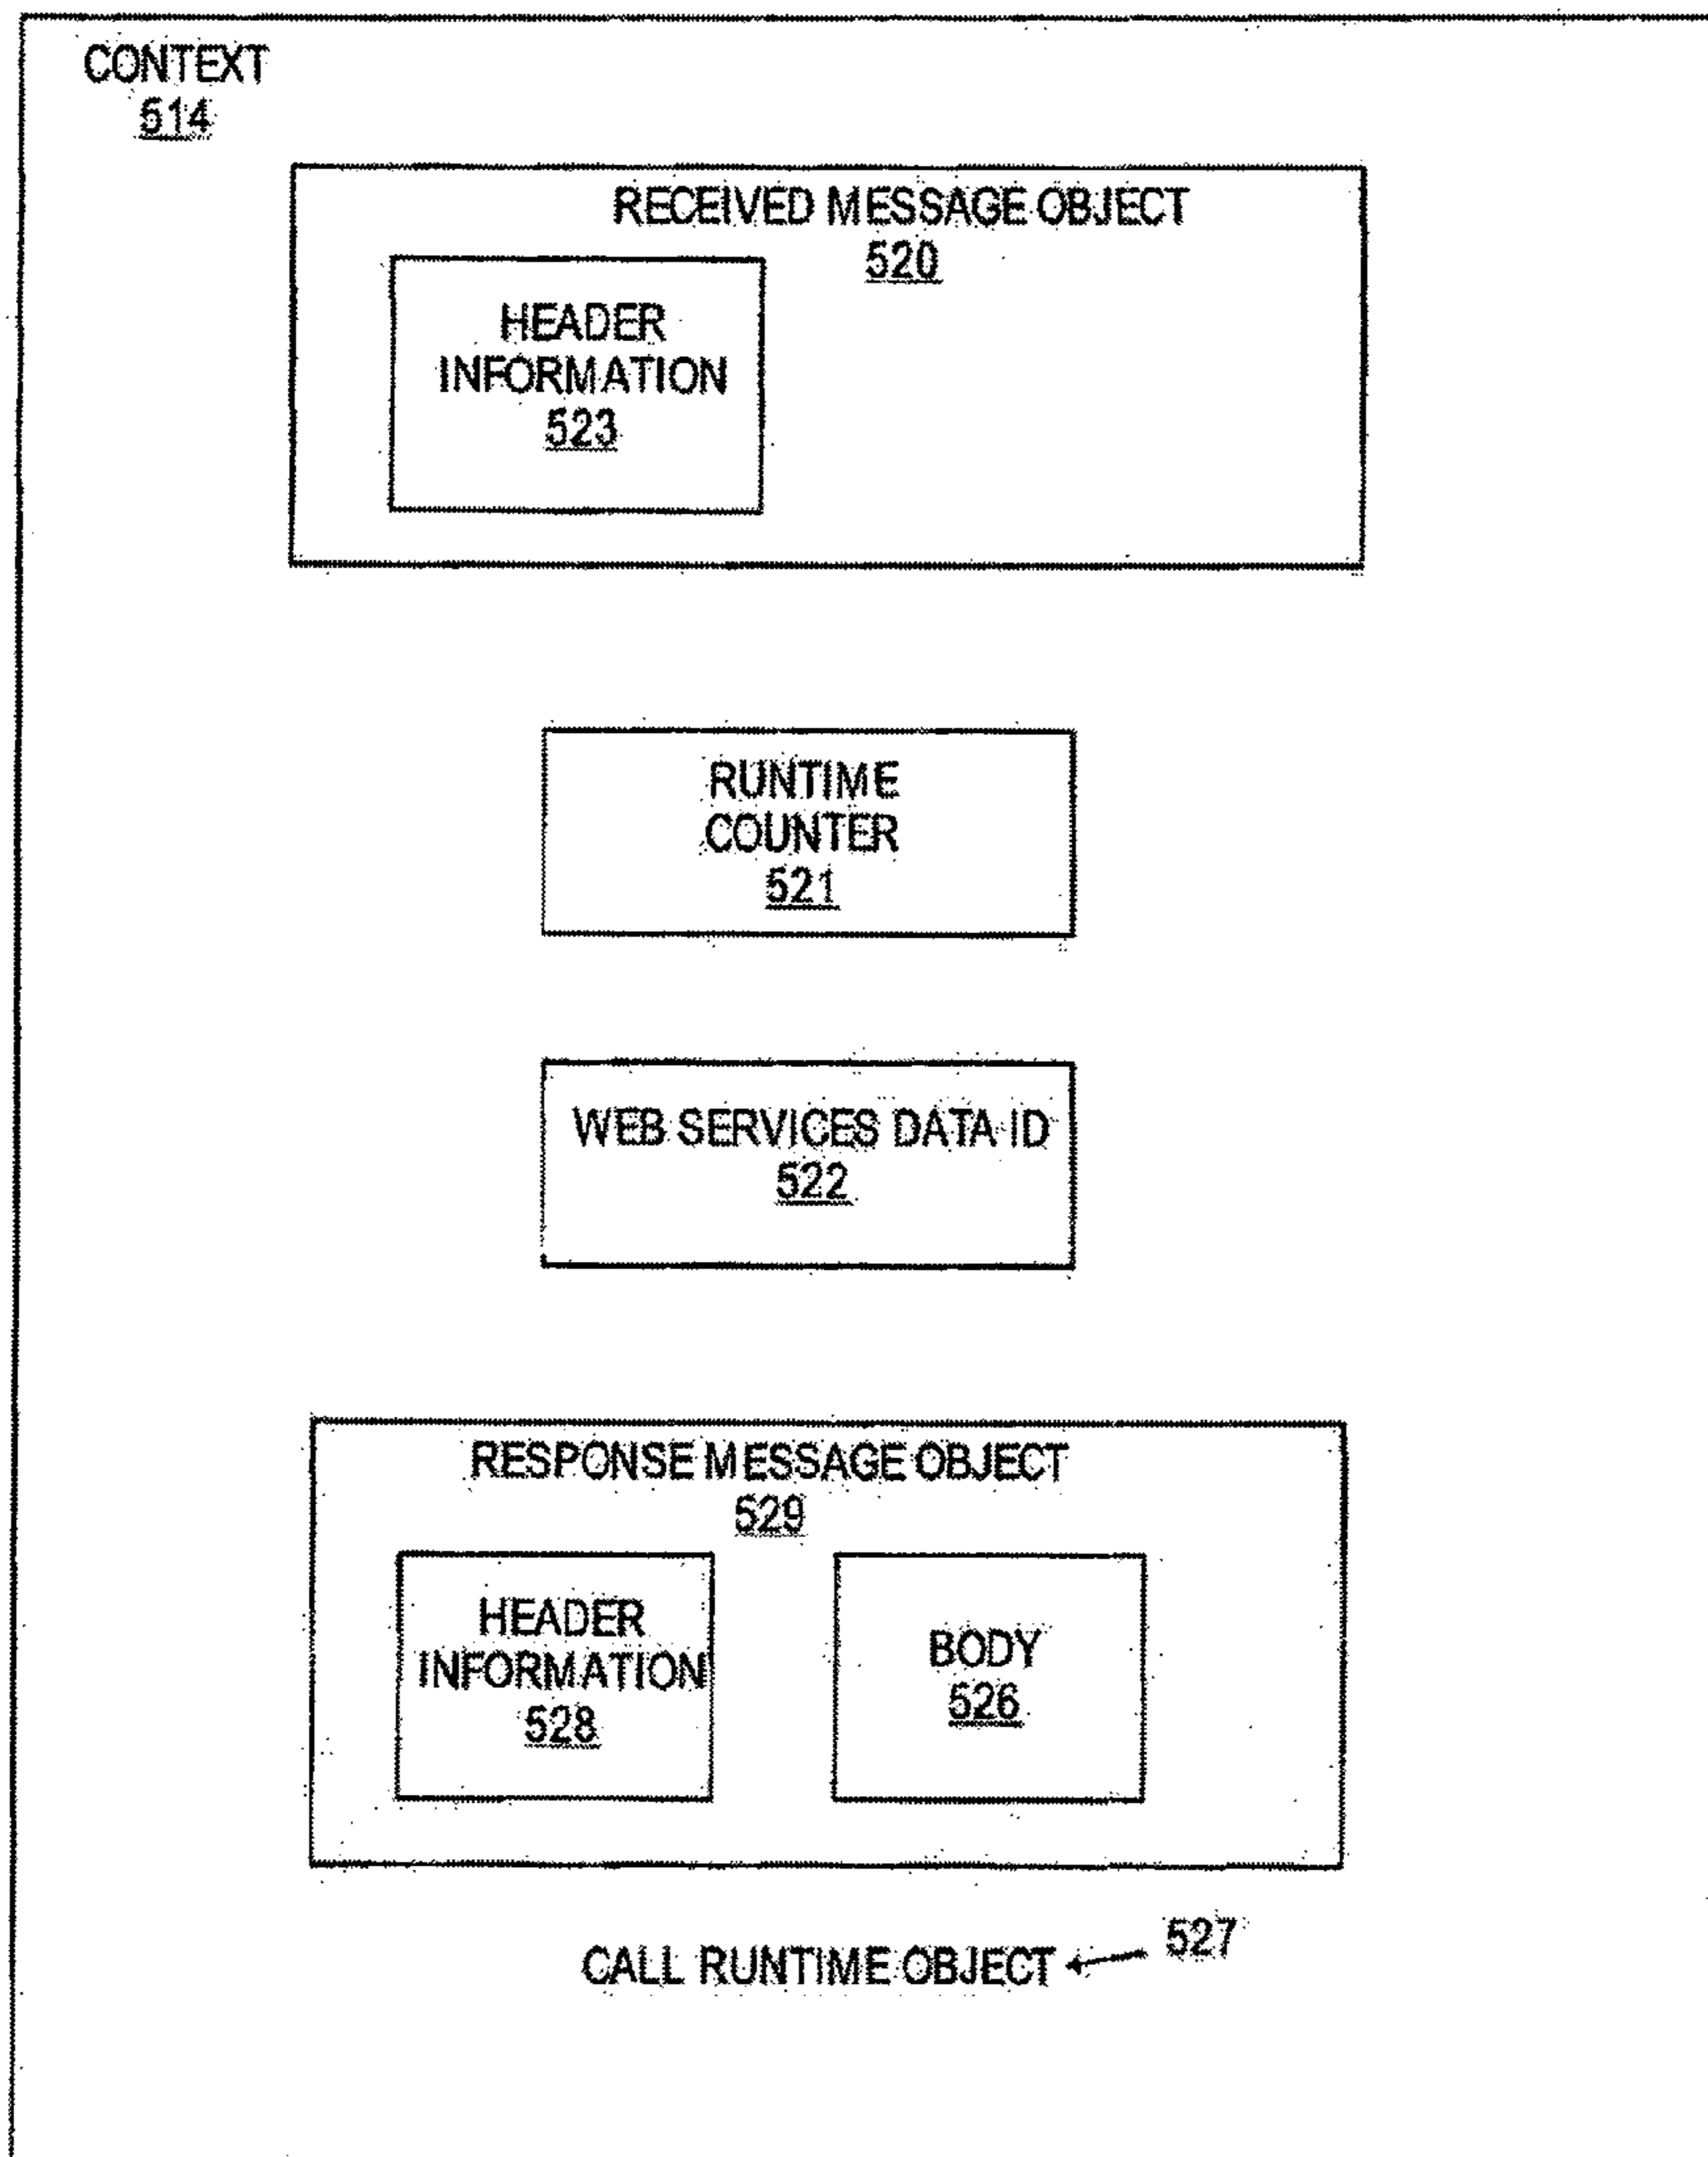 CONTEXT
514
RECEIVED MESSAGE OBJECT
520
HEADER
INFORMATION
523
RUNTIME
COUNTER
521
WEB SERVICES DATA ID
522
RESPONSE MESSAGE OBJECT
529
HEADER
INFORMATION
528
BODY
526
CALL RUNTIME OBJECT
527